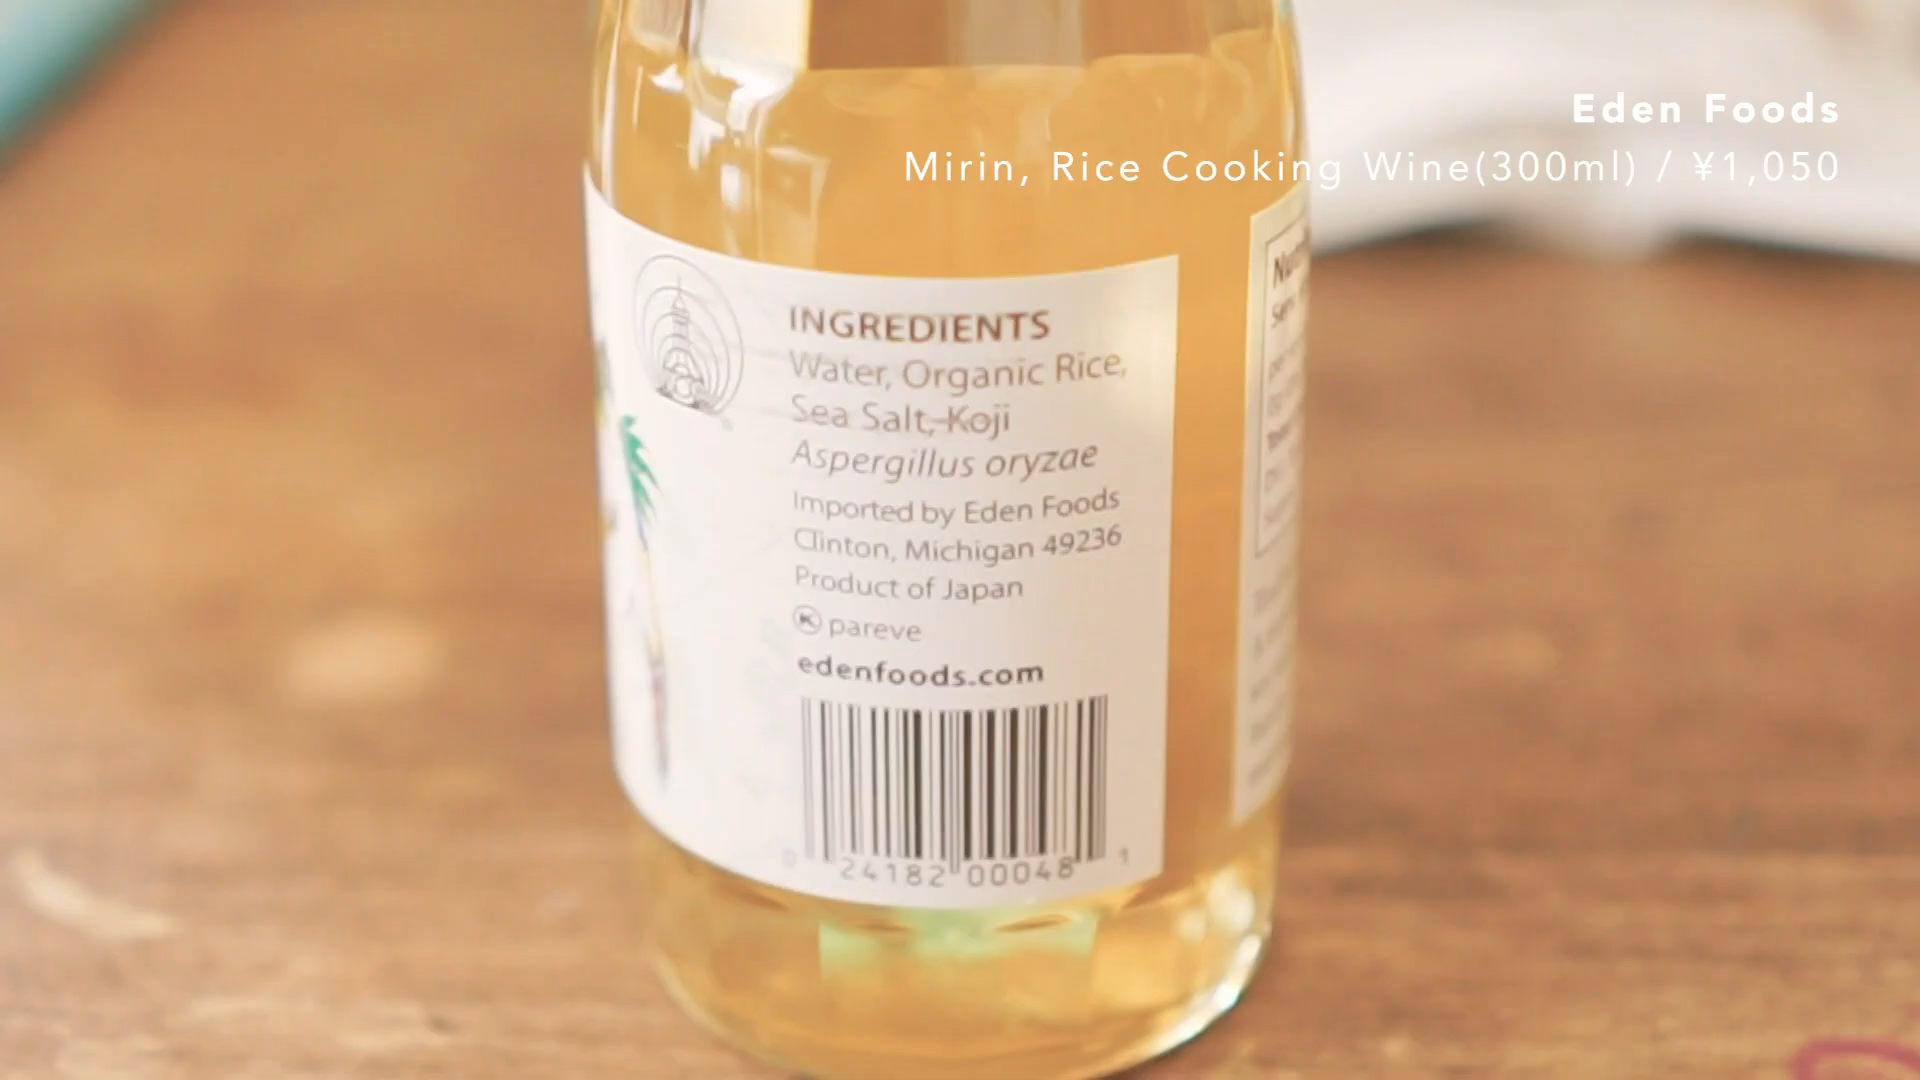 Eden Foods
Mirin, Rice Cooking Wine(300ml) / ¥1,050
INGREDIENTS
Water, Organic Rice,
Sea Salt, Koji
Aspergillus oryzae
Imported by Eden Foods
Clinton, Michigan 49236
Product of Japan
K pareve
edenfoods.com
0 24182 00048 1